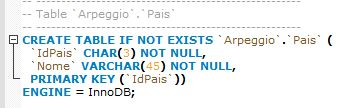 -- Table `Arpeggio`.`Pais`
-- -----------------------------------------------------
CREATE TABLE IF NOT EXISTS `Arpeggio`.`Pais` (
`IdPais` CHAR(3) NOT NULL,
`Nome` VARCHAR(45) NOT NULL,
PRIMARY KEY (`IdPais`))
ENGINE = InnoDB;